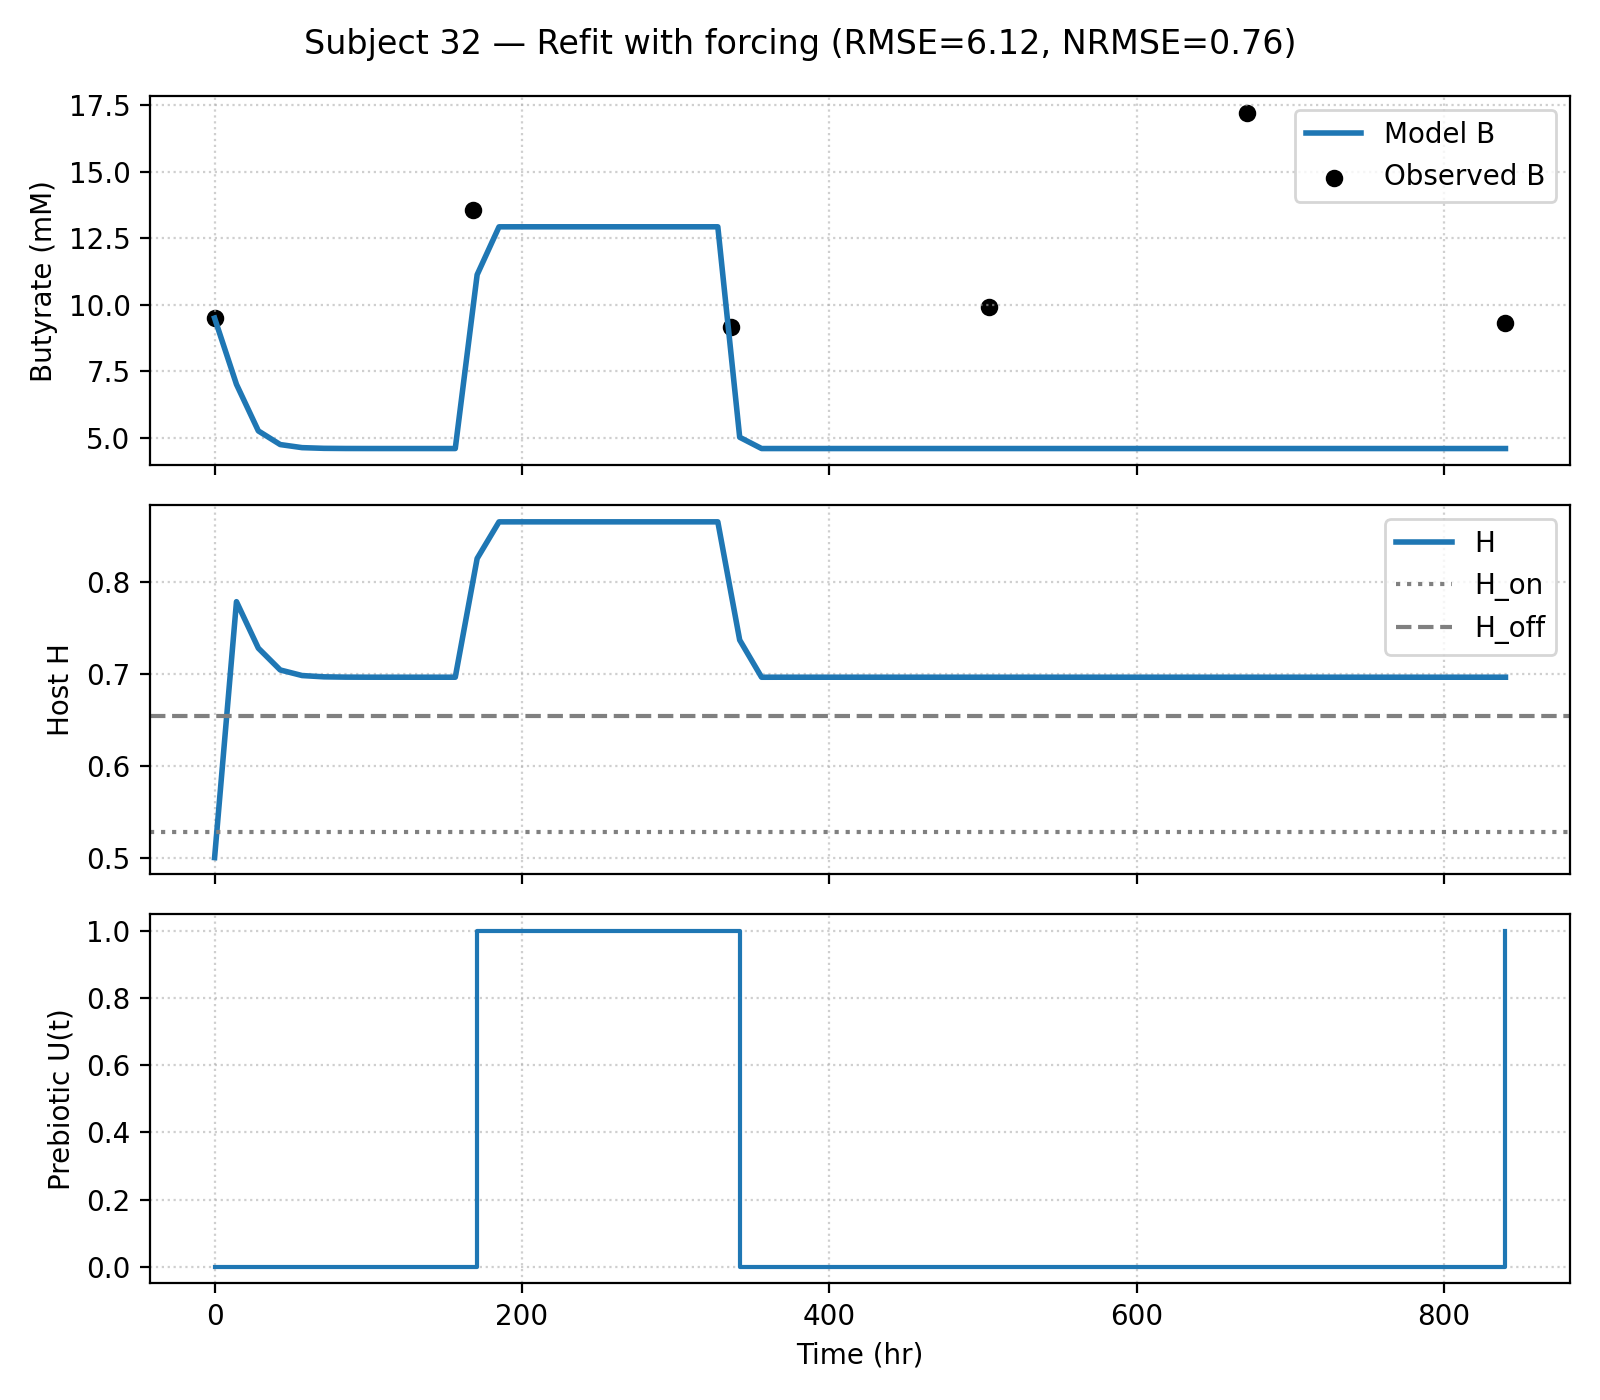 Subject 32 — Refit with forcing (RMSE=6.12, NRMSE=0.76)
17.5
15.0
12.5
10.0
7.5
5.0
Butyrate (mM)
Model B
Observed B
0.8
0.7
0.6
0.5
Host H
H
H_on
H_off
1.0
0.8
0.6
0.4
0.2
0.0
Prebiotic U(t)
0 200 400 600 800
Time (hr)